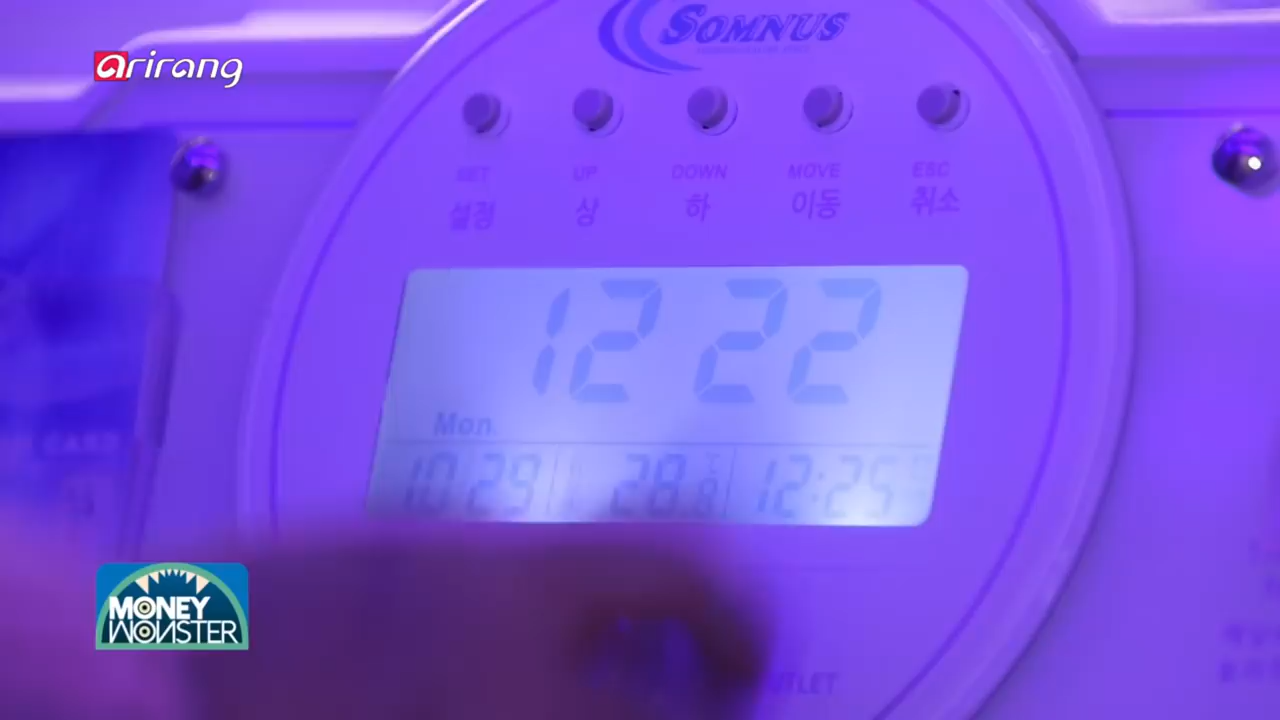 SOMNUS
arirang
SET UP DOWN MOVE ESC
설정 상 하 이동 취소
12 22
Mon.
10 29 28.8 12:25
CARD
MONEY
MONSTER